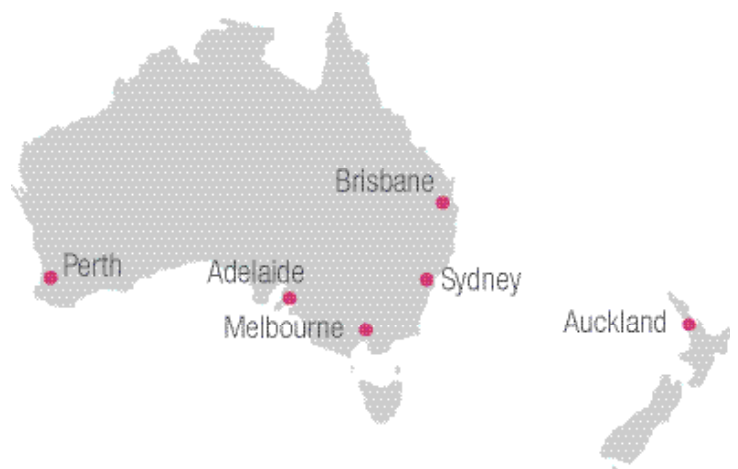 Brisbane
Perth
Adelaide
Sydney
Melbourne
Auckland